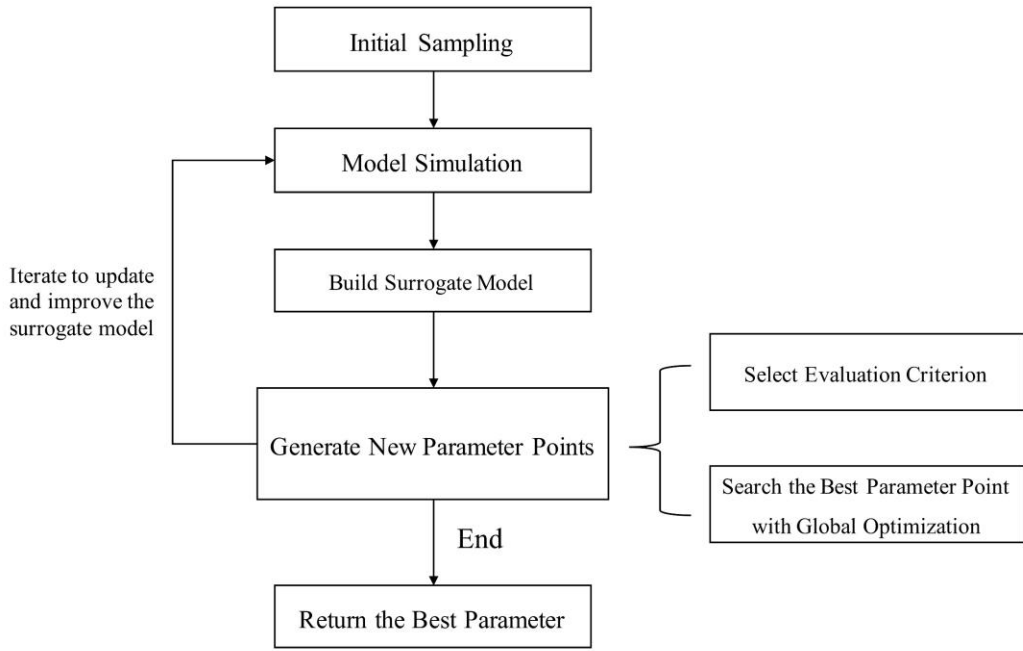 Initial Sampling
Model Simulation
Iterate to update
and improve the
surrogate model
Build Surrogate Model
Generate New Parameter Points
Select Evaluation Criterion
Search the Best Parameter Point
with Global Optimization
End
Return the Best Parameter